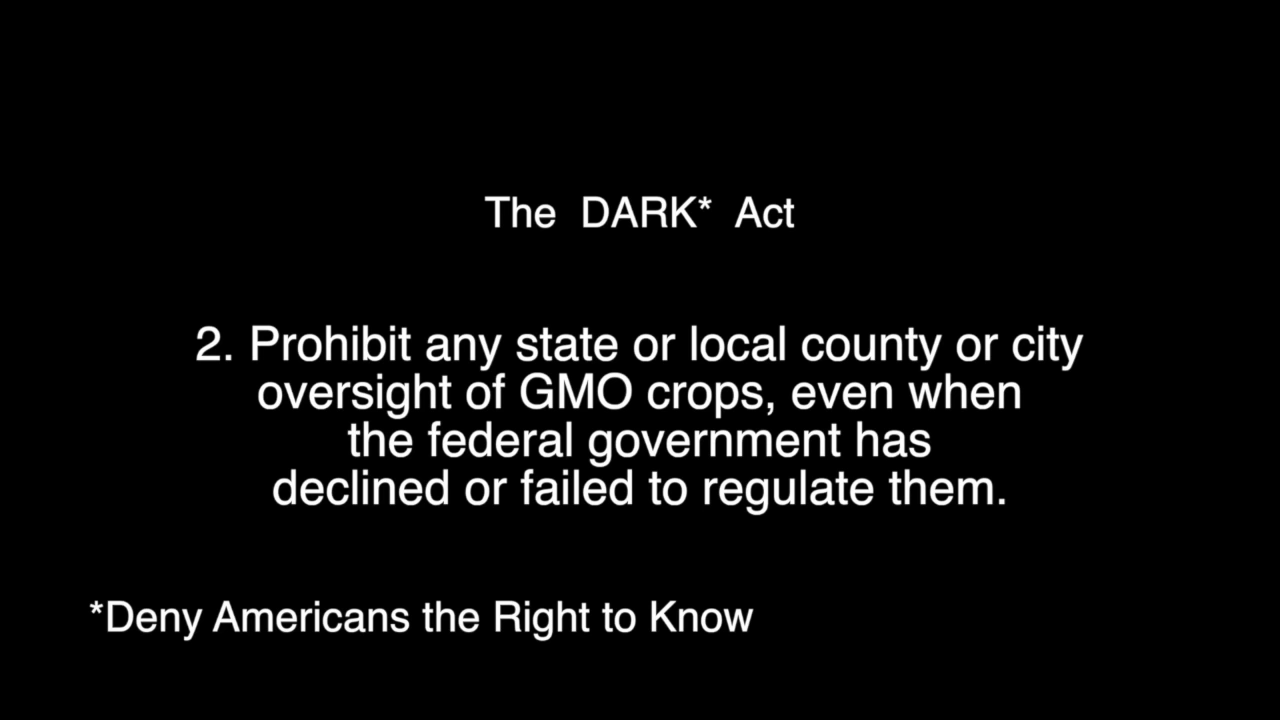 The DARK* Act
2. Prohibit any state or local county or city
oversight of GMO crops, even when
the federal government has
declined or failed to regulate them.
*Deny Americans the Right to Know